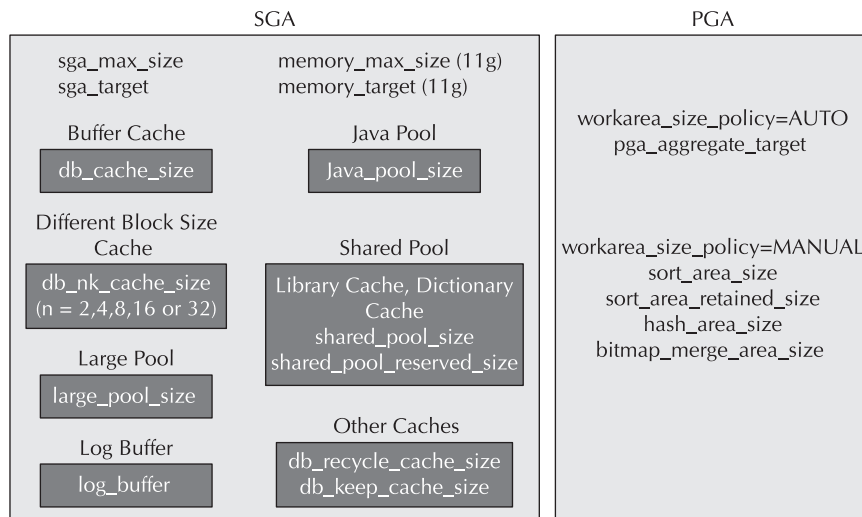 SGA
sga_max_size
sga_target
memory_max_size (11g)
memory_target (11g)
Buffer Cache
db_cache_size
Java Pool
Java_pool_size
Different Block Size
Cache
db_nk_cache_size
(n = 2,4,8,16 or 32)
Shared Pool
Library Cache, Dictionary
Cache
shared_pool_size
shared_pool_reserved_size
Large Pool
large_pool_size
Log Buffer
log_buffer
Other Caches
db_recycle_cache_size
db_keep_cache_size
PGA
workarea_size_policy=AUTO
pga_aggregate_target
workarea_size_policy=MANUAL
sort_area_size
sort_area_retained_size
hash_area_size
bitmap_merge_area_size